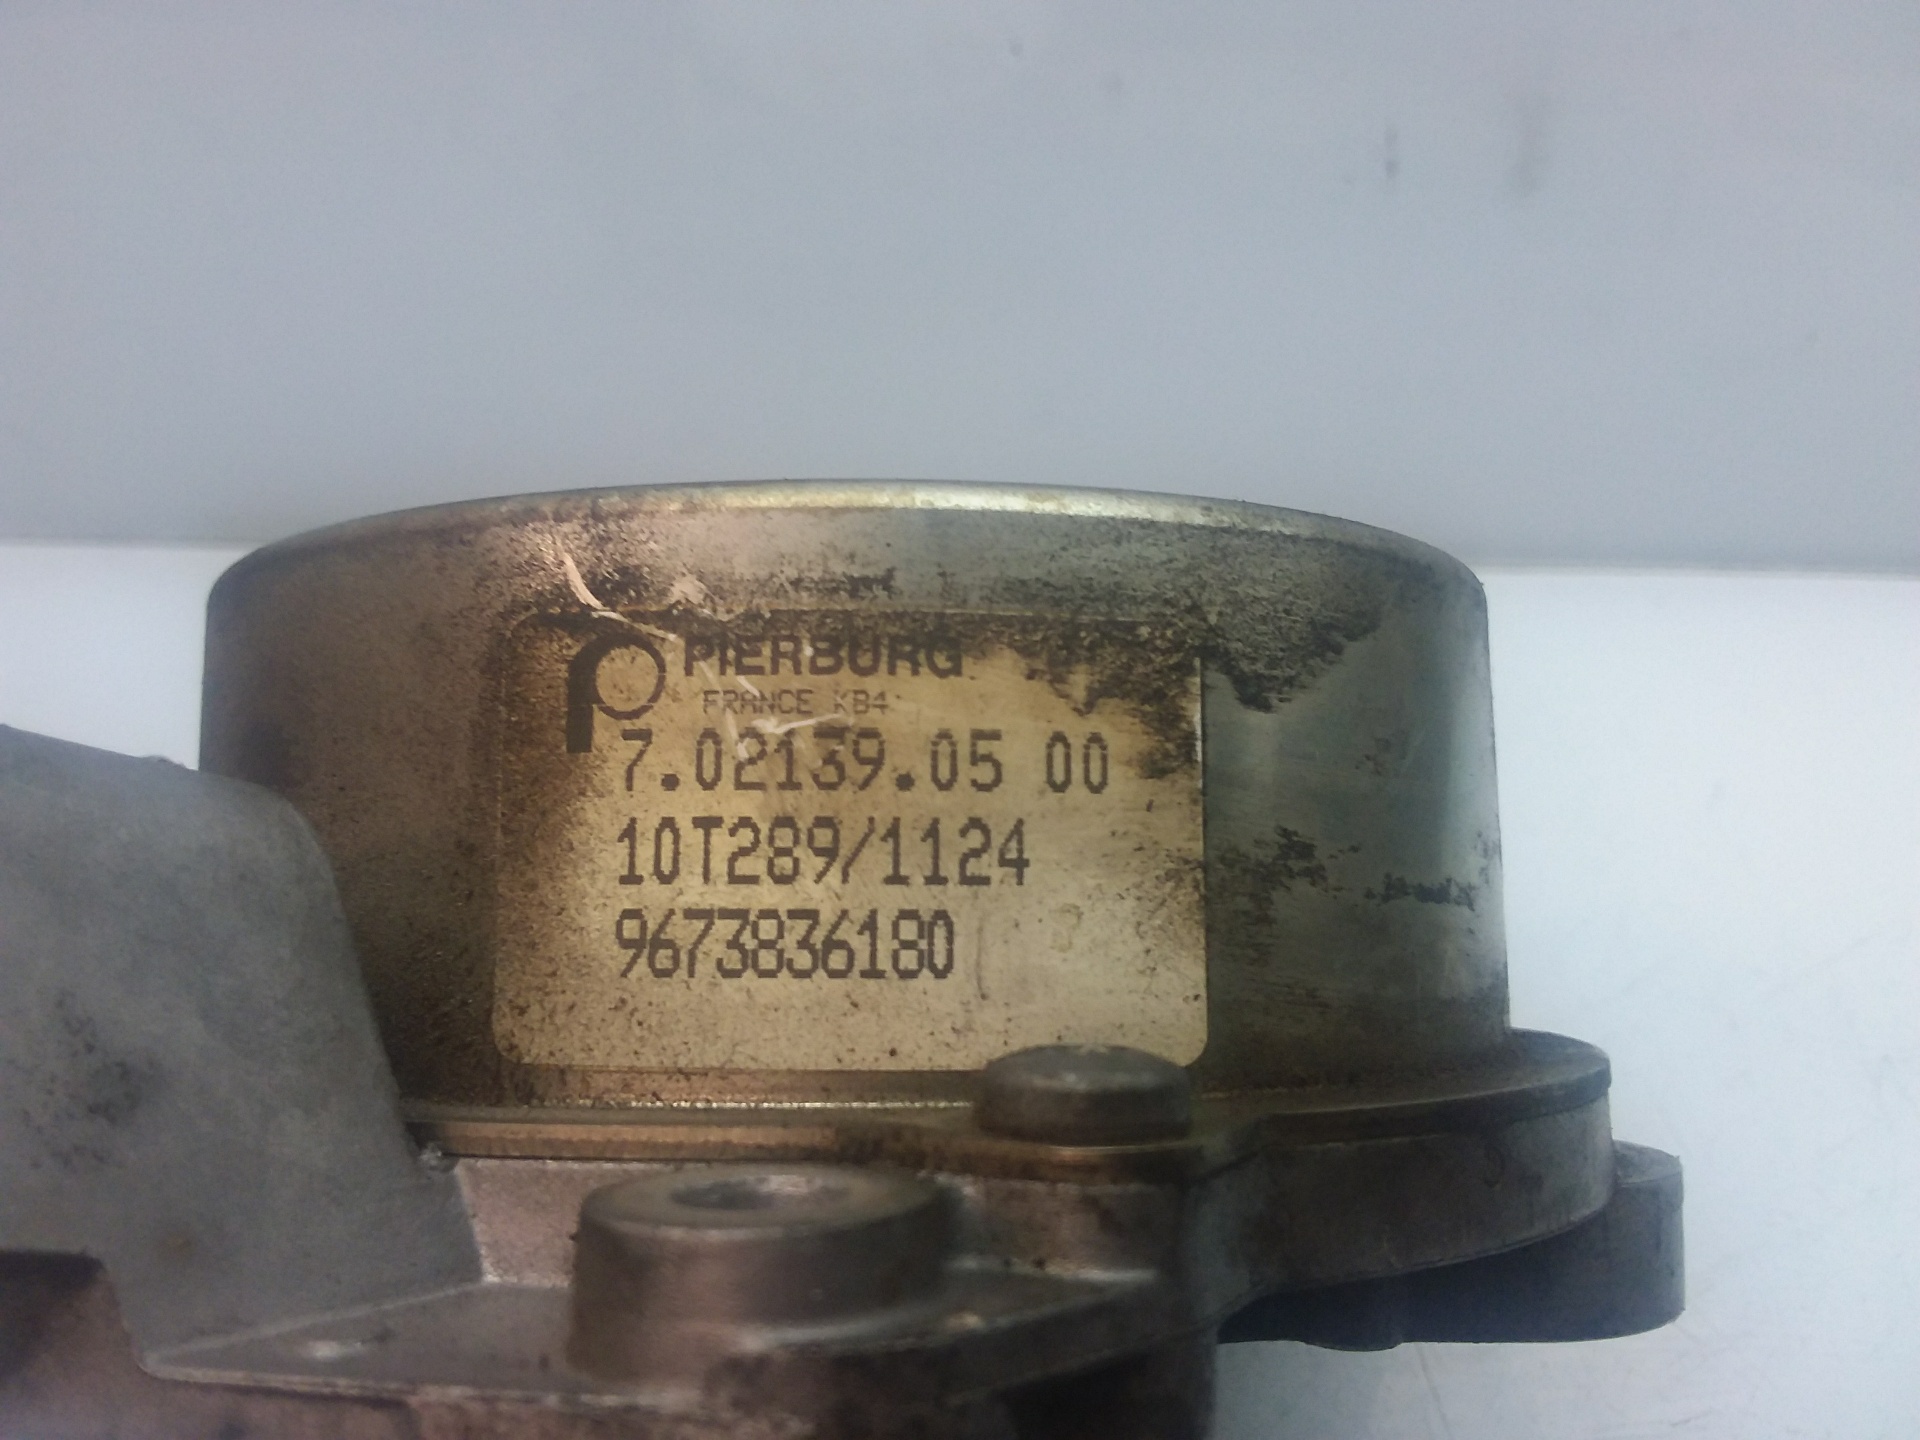 PIERBURG
FRANCE KB4
7.02139.05 00
10T289/1124
9673836180